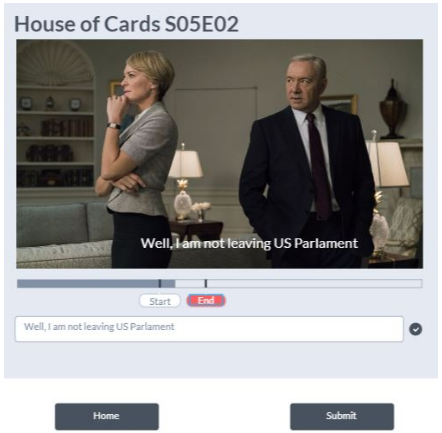 House of Cards S05E02
Well, I am not leaving US Parlament
Start End
Well, I am not leaving US Parlament
Home Submit